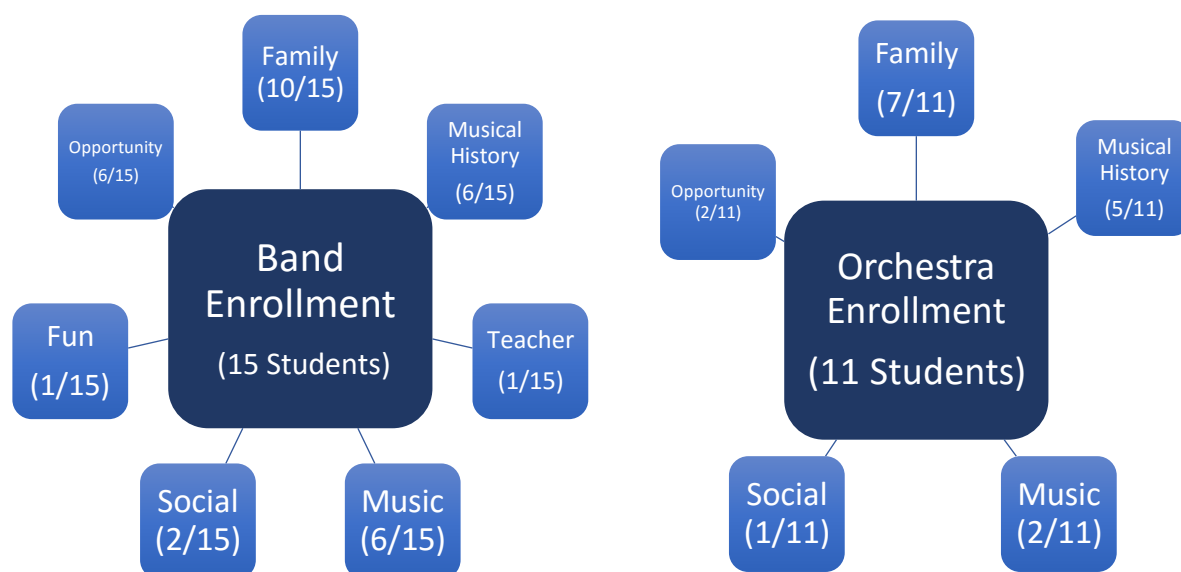 Family
(10/15)
Opportunity
(6/15)
Musical
History
(6/15)
Band
Enrollment
(15 Students)
Fun
(1/15)
Teacher
(1/15)
Social
(2/15)
Music
(6/15)
Family
(7/11)
Musical
History
(5/11)
Opportunity
(2/11)
Orchestra
Enrollment
(11 Students)
Social
(1/11)
Music
(2/11)